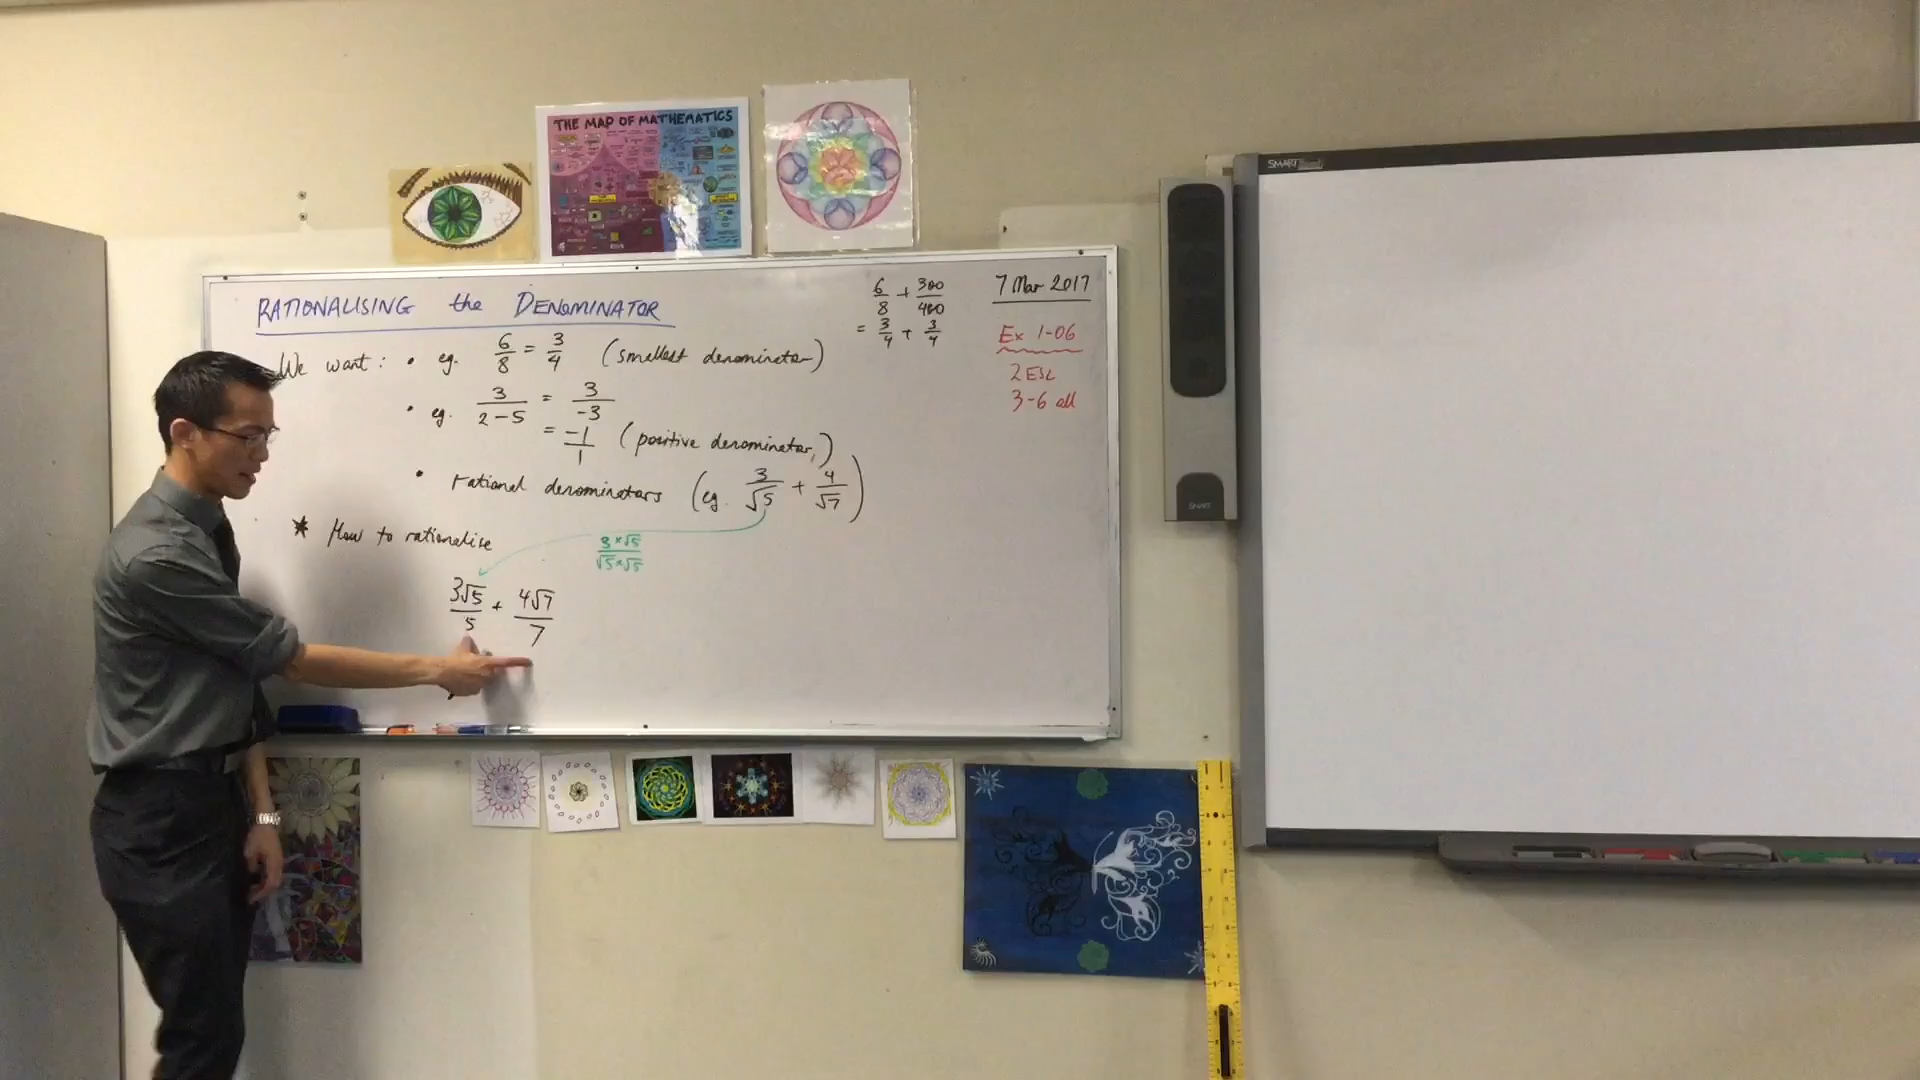 THE MAP OF MATHEMATICS
SMART
RATIONALISING the DENOMINATOR
6/8 + 300/400
= 3/4 + 3/4
7 Mar 2017
Ex 1-06
2 ESL
3-6 all
We want: • eg. 6/8 = 3/4 (smallest denominator)
• eg. 3/(2-5) = 3/-3
= -1/1 (positive denominator,)
• rational denominators (eg. 3/√5 + 4/√7)
* How to rationalise
3×√5/√5×√5
3√5/5 + 4√7/7
SMART